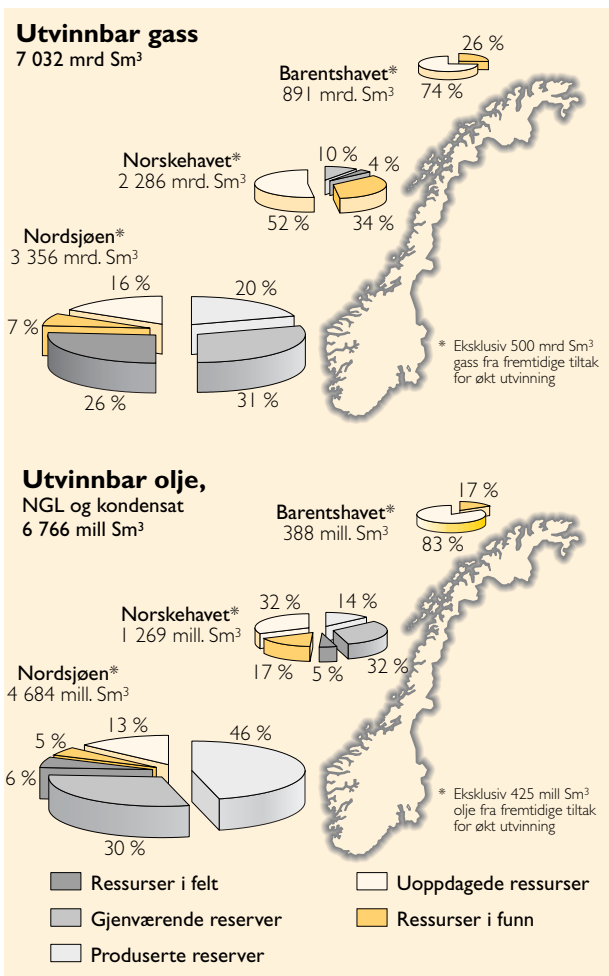 Utvinnbar gass
7 032 mrd Sm³
Barentshavet*
891 mrd. Sm³
26 %
74 %
Norskehavet*
2 286 mrd. Sm³
10 %
4 %
52 %
34 %
Nordsjøen*
3 356 mrd. Sm³
16 %
20 %
7 %
26 %
31 %
* Eksklusiv 500 mrd Sm³
gass fra fremtidige tiltak
for økt utvinning
Utvinnbar olje,
NGL og kondensat
6 766 mill Sm³
Barentshavet*
388 mill. Sm³
17 %
83 %
Norskehavet*
1 269 mill. Sm³
32 %
14 %
17 %
5 %
32 %
Nordsjøen*
4 684 mill. Sm³
13 %
46 %
5 %
6 %
30 %
* Eksklusiv 425 mill Sm³
olje fra fremtidige tiltak
for økt utvinning
Ressurser i felt
Uoppdagede ressurser
Gjenværende reserver
Ressurser i funn
Produserte reserver